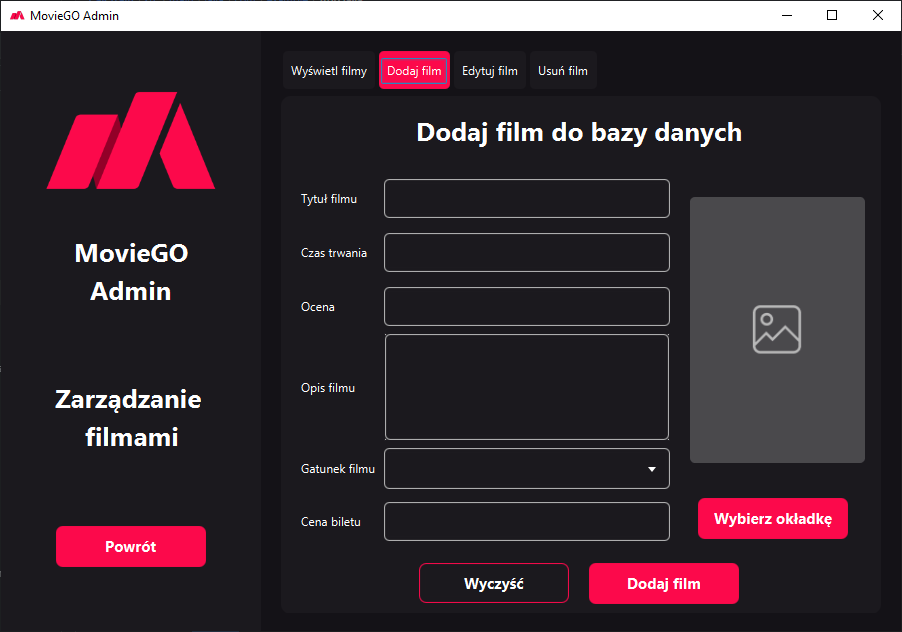 MovieGO Admin
MovieGO
Admin
Zarządzanie
filmami
Powrót
Wyświetl filmy
Dodaj film
Edytuj film
Usuń film
Dodaj film do bazy danych
Tytuł filmu
Czas trwania
Ocena
Opis filmu
Gatunek filmu
Cena biletu
Wybierz okładkę
Wyczyść
Dodaj film